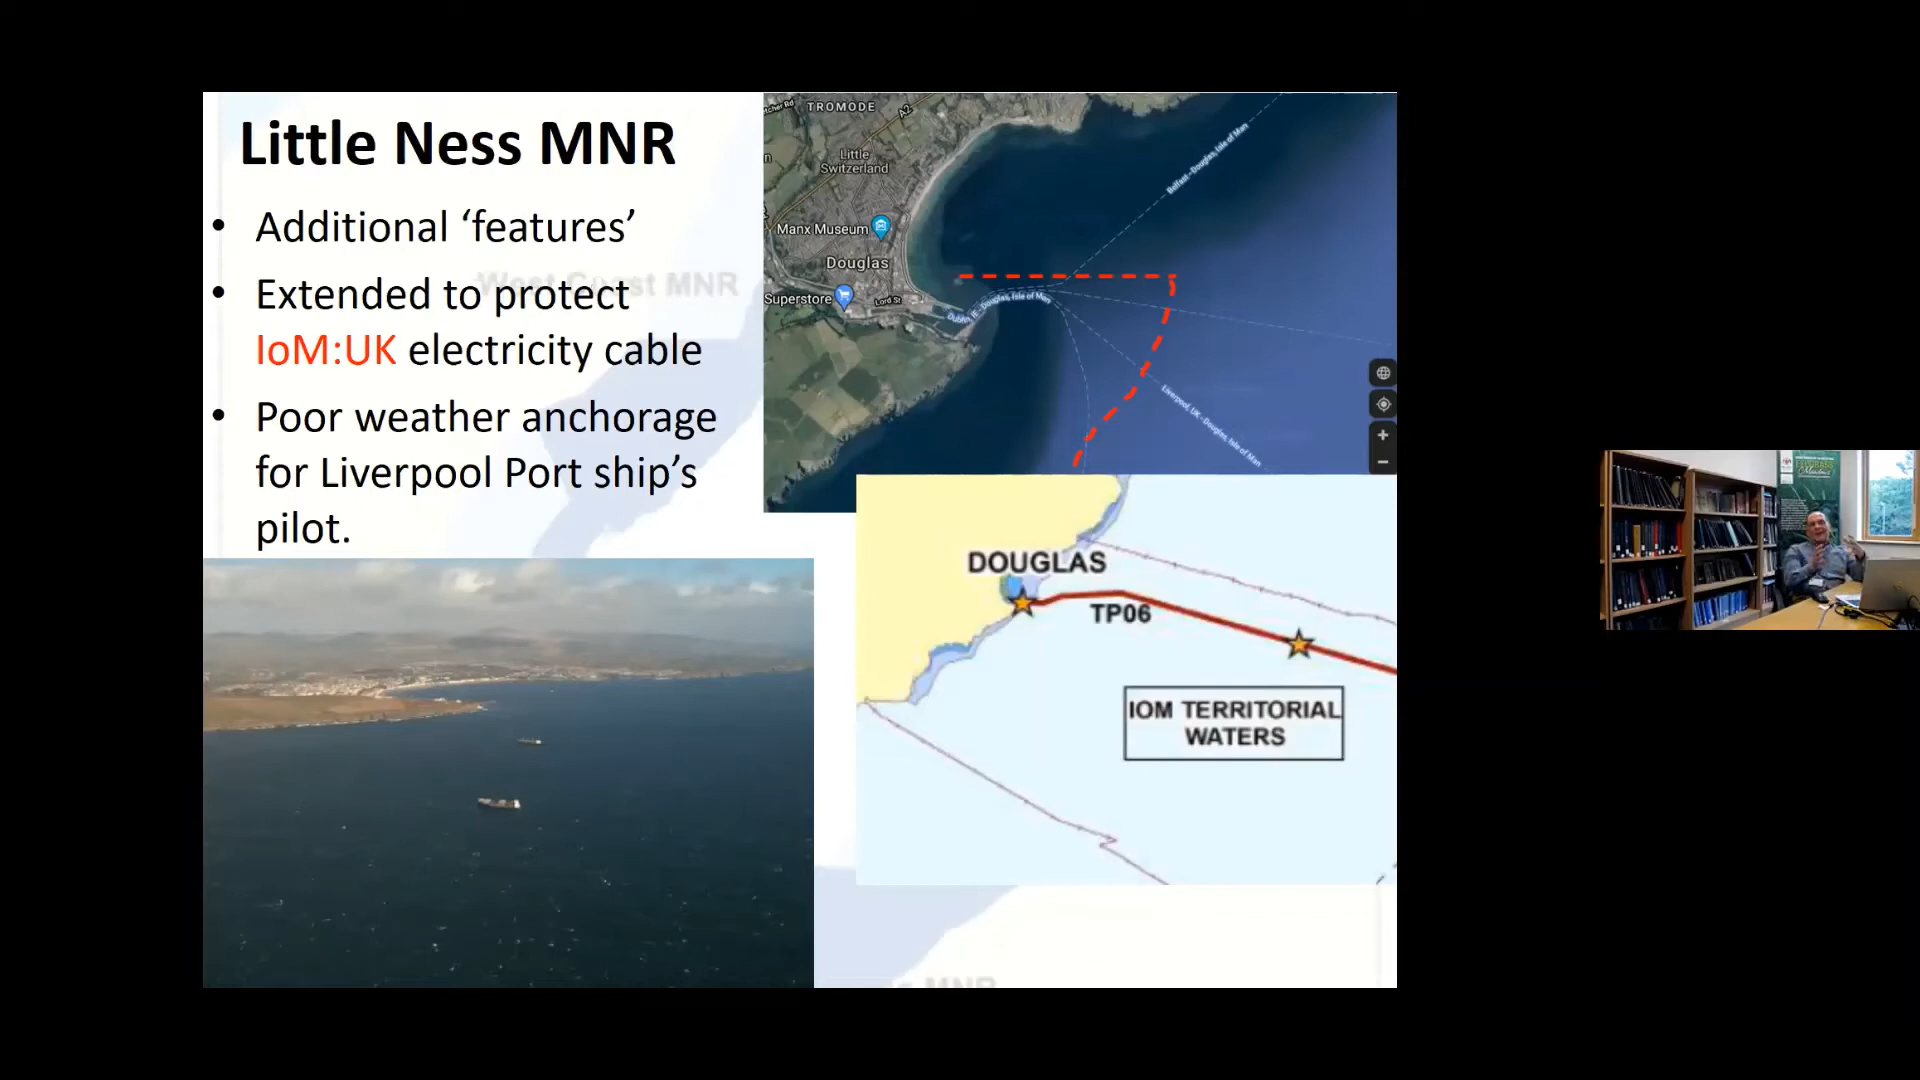 Little Ness MNR
• Additional ‘features’
• Extended to protect
IoM:UK electricity cable
• Poor weather anchorage
for Liverpool Port ship’s
pilot.
West Coast MNR
TROMODE
A2
Little
Switzerland
Manx Museum
Douglas
Superstore
Lord St
Belfast - Douglas, Isle of Man
Dublin, IE - Douglas, Isle of Man
Liverpool, UK - Douglas, Isle of Man
DOUGLAS
TP06
IOM TERRITORIAL
WATERS
MNR